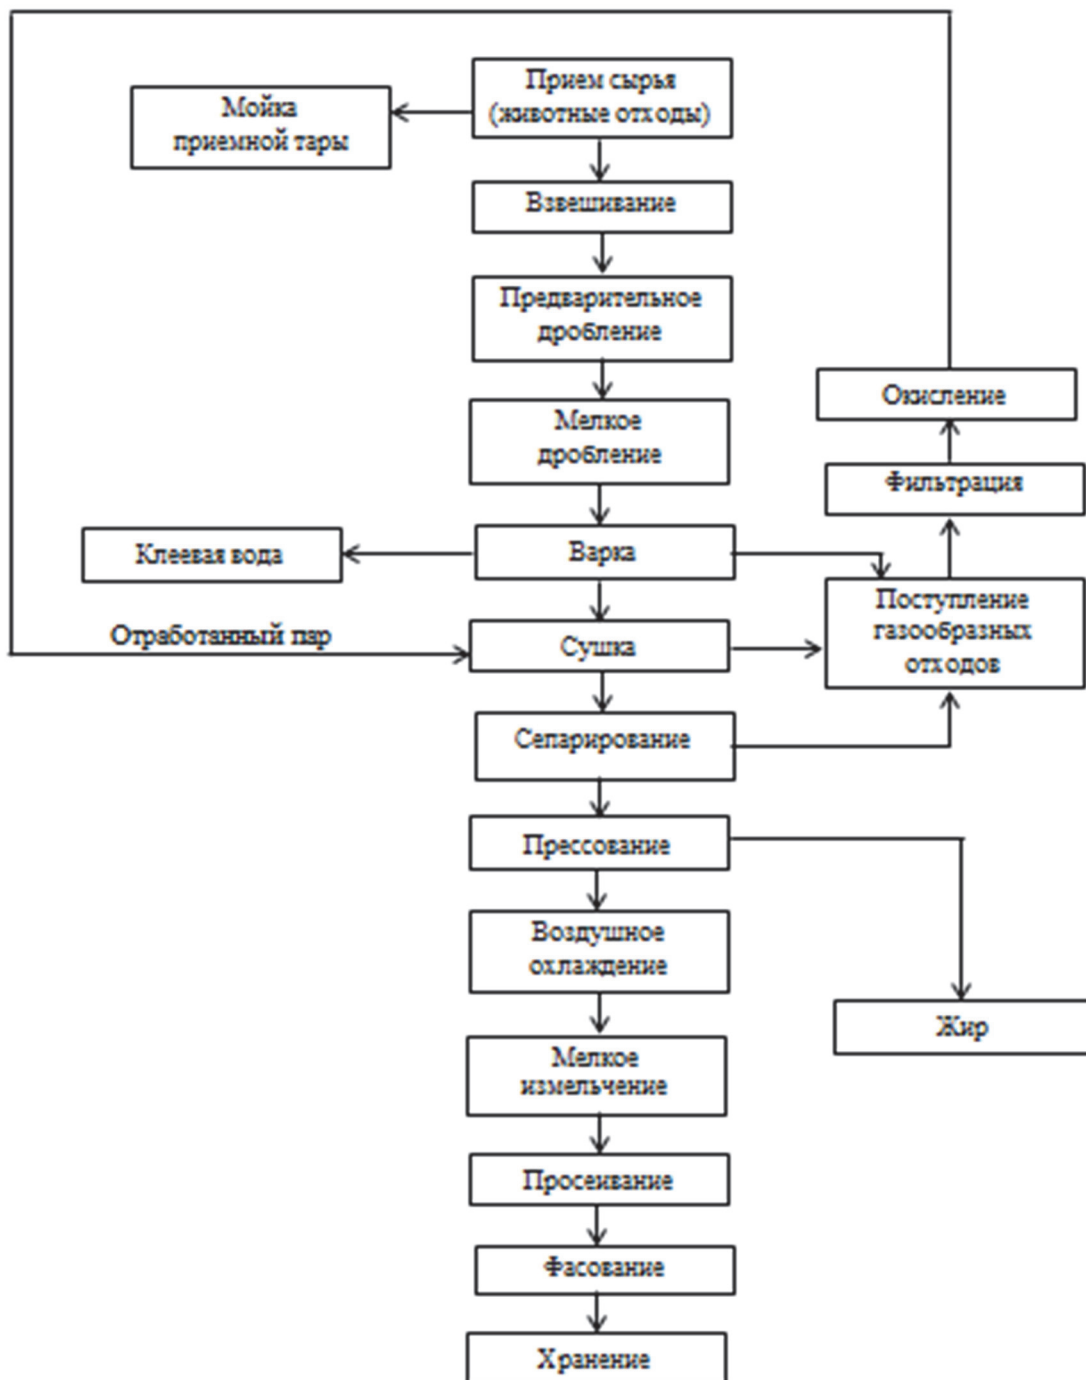 Прием сырья
(животные отходы)
Мойка
приемной тары
Взвешивание
Предварительное
дробление
Окисление
Мелкое
дробление
Фильтрация
Клеевая вода
Варка
Поступление
газообразных
отходов
Отработанный пар
Сушка
Сепарирование
Прессование
Воздушное
охлаждение
Жир
Мелкое
измельчение
Просеивание
Фасование
Хранение